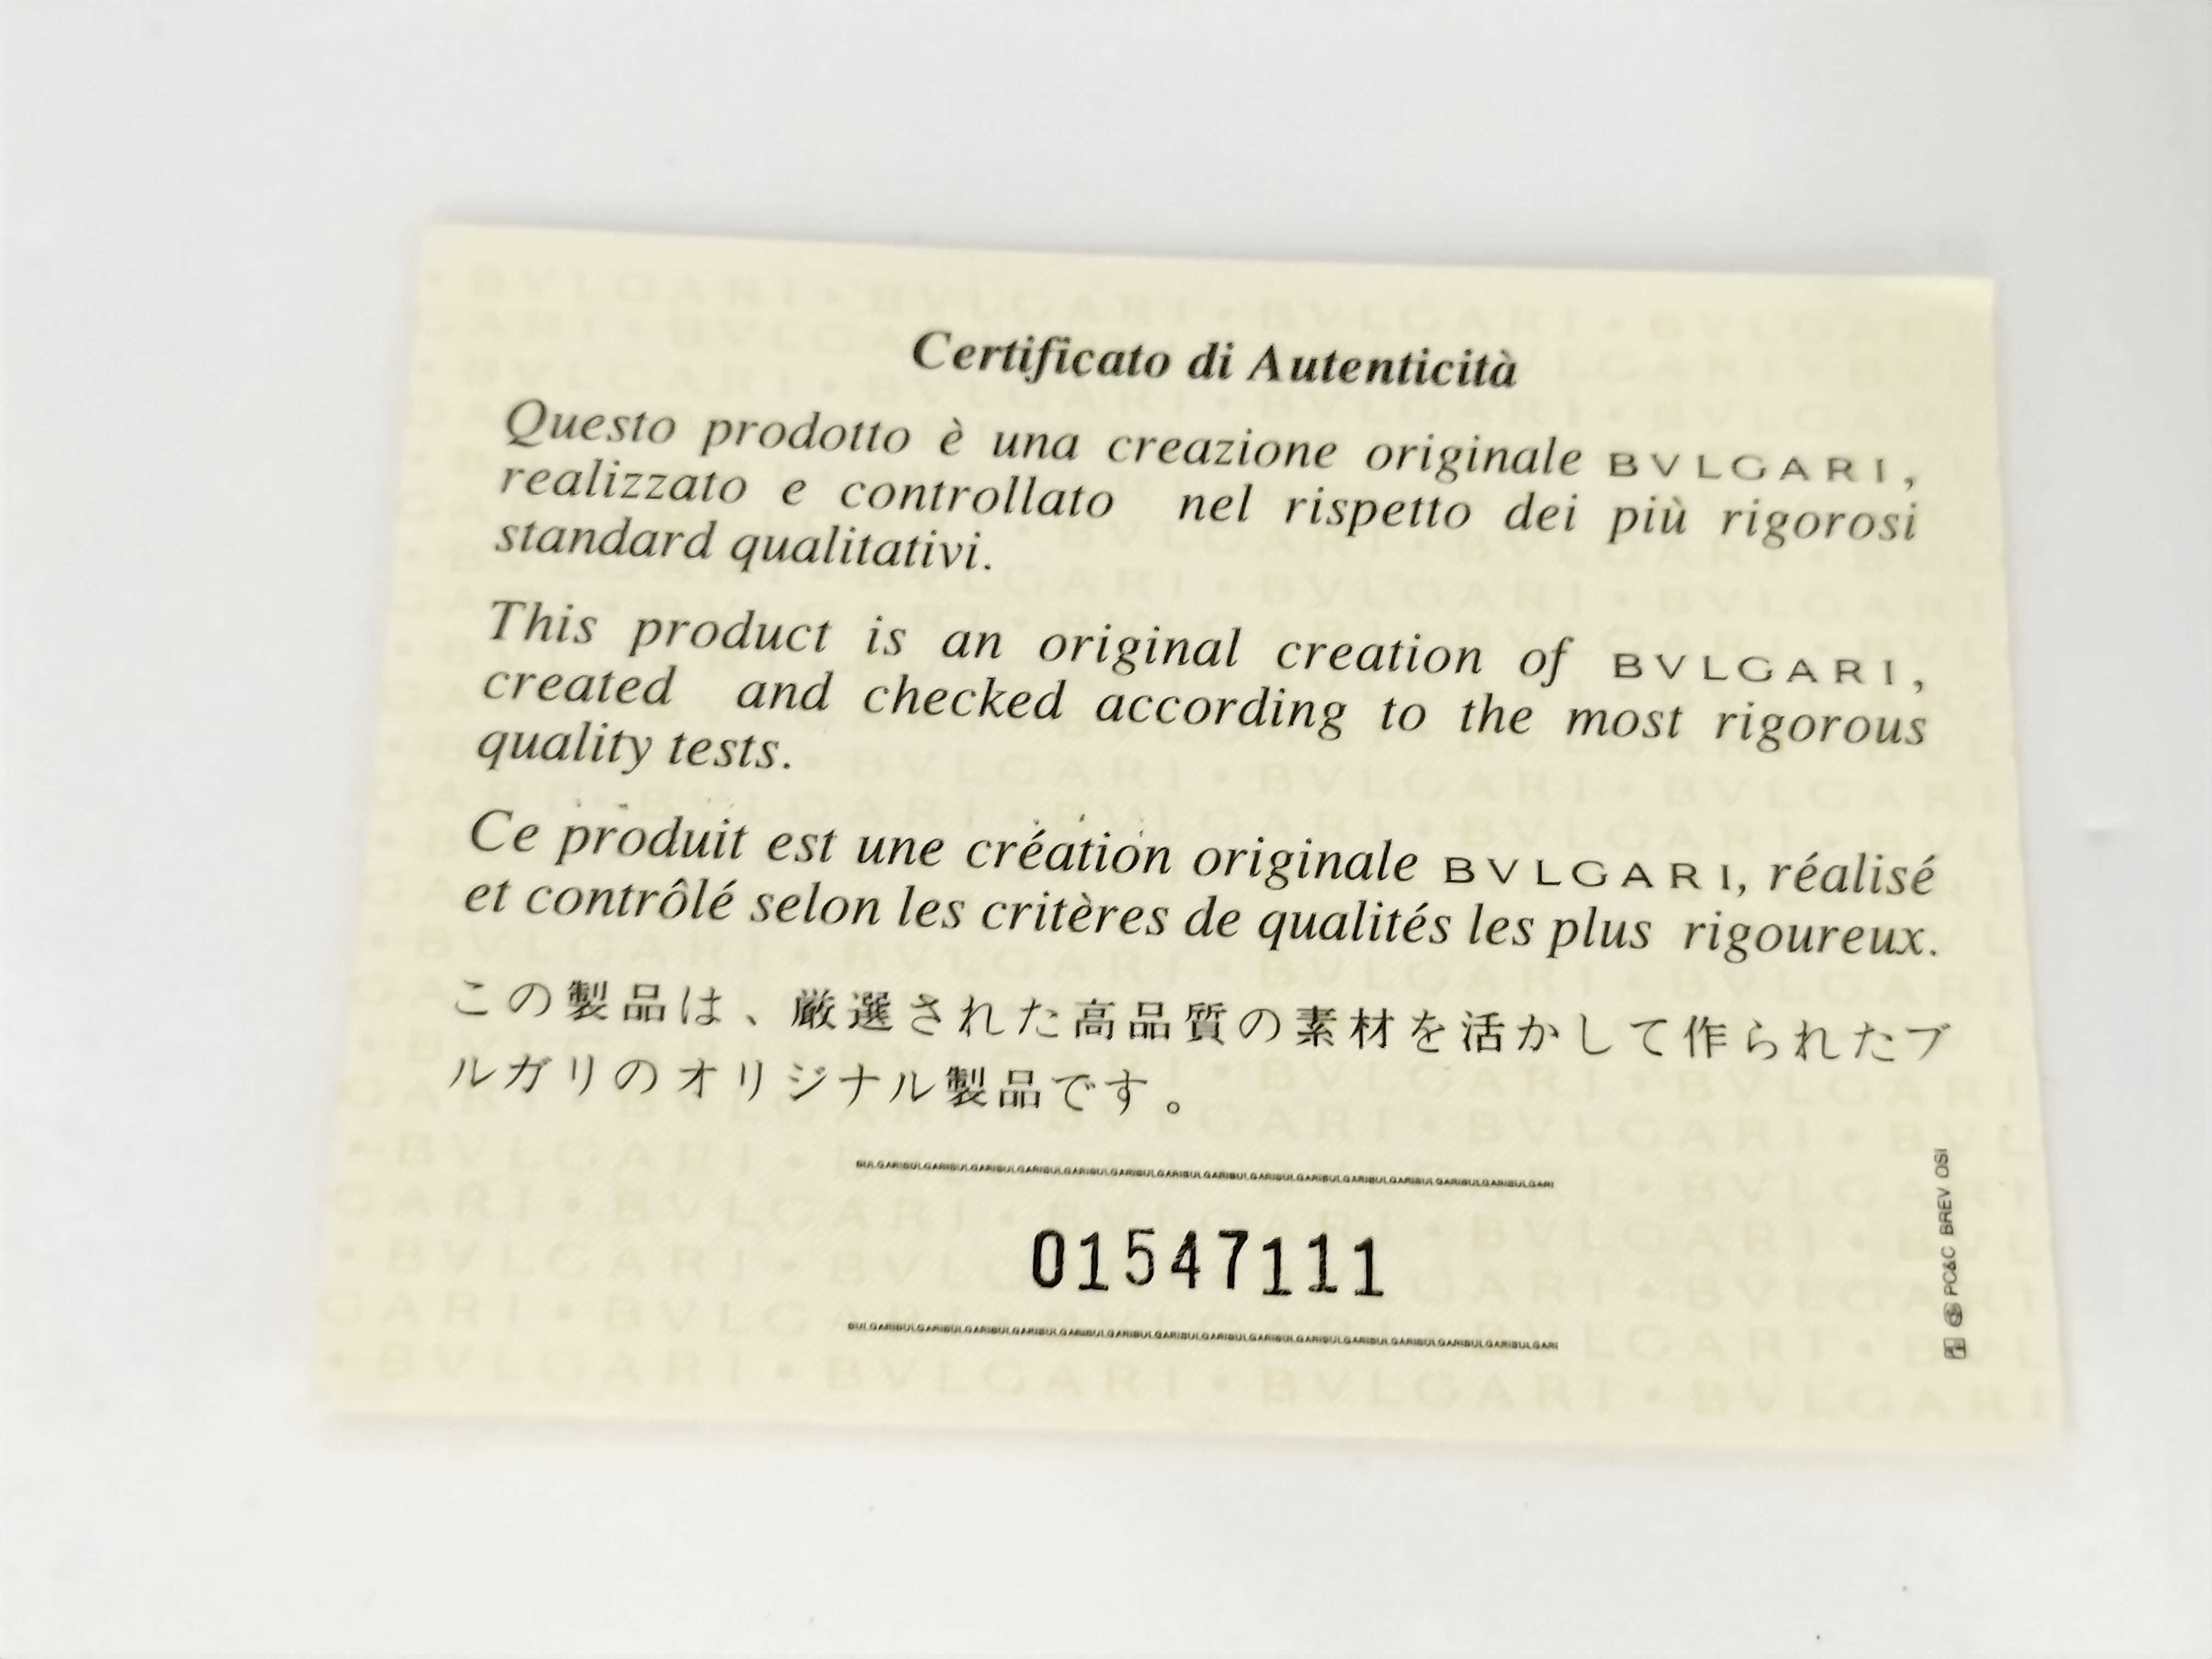 Certificato di Autenticità
Questo prodotto è una creazione originale BVLGARI,
realizzato e controllato nel rispetto dei più rigorosi
standard qualitativi.
This product is an original creation of BVLGARI,
created and checked according to the most rigorous
quality tests.
Ce produit est une création originale BVLGARI, réalisé
et contrôlé selon les critères de qualités les plus rigoureux.
この製品は、厳選された高品質の素材を活かして作られたブ
ルガリのオリジナル製品です。
BULGARIBULGARIBULGARIBULGARIBULGARIBULGARIBULGARIBULGARIBULGARIBULGARIBULGARIBULGARIBULGARIBULGARIBULGARI
01547111
BULGARIBULGARIBULGARIBULGARIBULGARIBULGARIBULGARIBULGARIBULGARIBULGARIBULGARIBULGARIBULGARIBULGARIBULGARI
PC&C BREV OSI